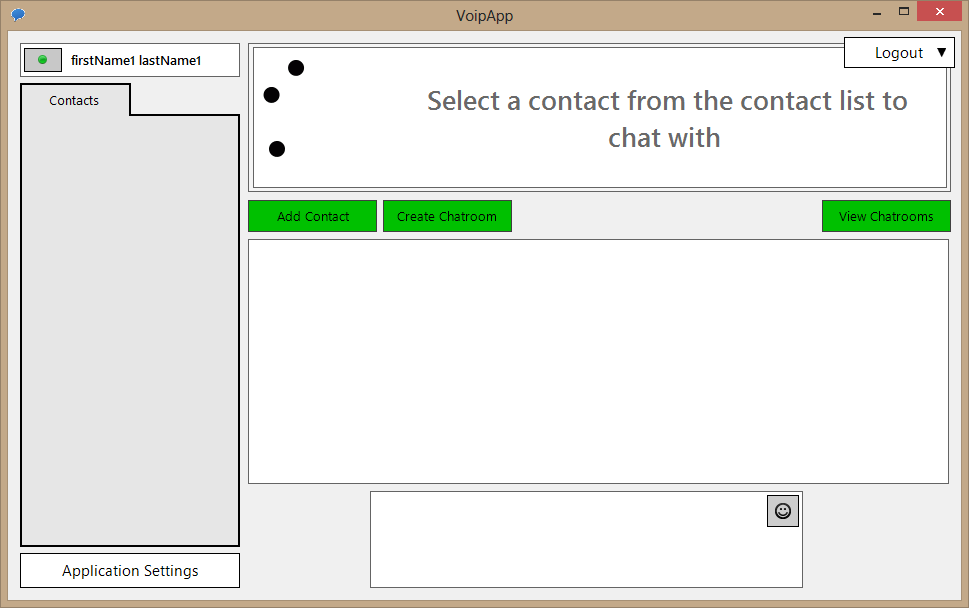 VoipApp
Logout ▼
firstName1 lastName1
Contacts
Select a contact from the contact list to
chat with
Add Contact
Create Chatroom
View Chatrooms
Application Settings